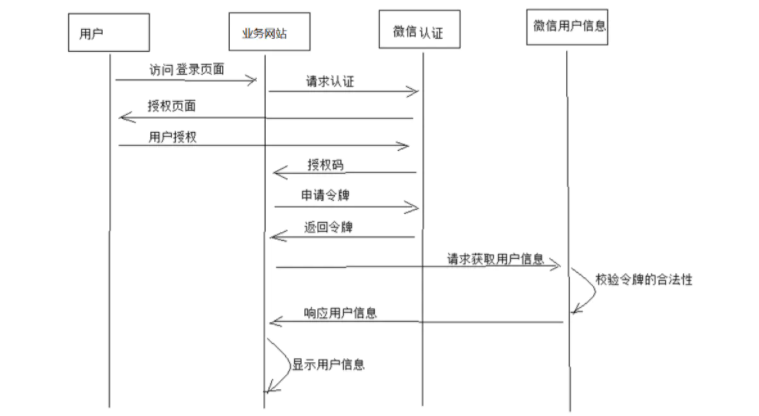 用户
业务网站
微信认证
微信用户信息
访问登录页面
请求认证
授权页面
用户授权
授权码
申请令牌
返回令牌
请求获取用户信息
校验令牌的合法性
响应用户信息
显示用户信息